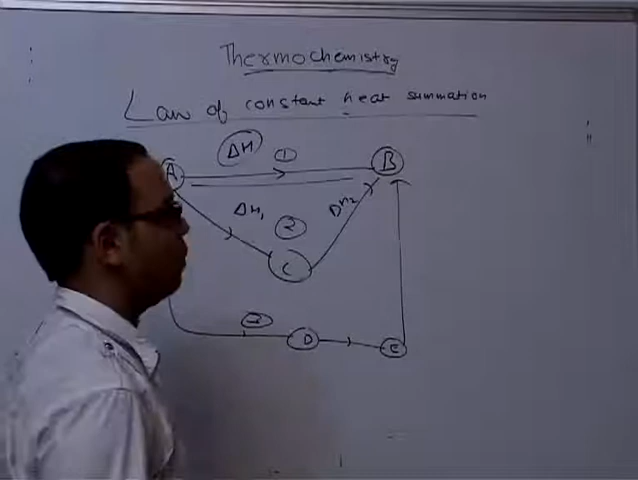 Thermochemistry
Law of constant heat summation
ΔH
1
A
B
ΔH₁
2
ΔH₂
C
3
D
E